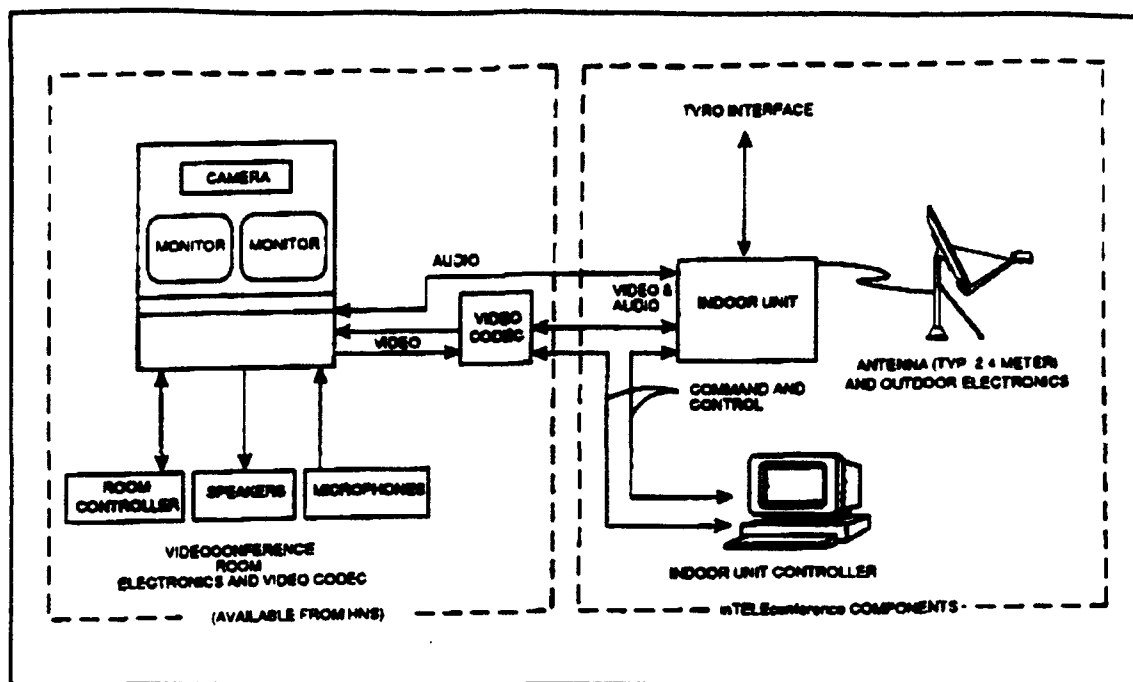 TYRO INTERFACE
CAMERA
MONITOR
MONITOR
AUDIO
VIDEO &
AUDIO
INDOOR UNIT
VIDEO
CODEC
VIDEO
ANTENNA (TYP 2 4 METER)
AND OUTDOOR ELECTRONICS
COMMAND AND
CONTROL
ROOM
CONTROLLER
SPEAKERS
MICROPHONES
VIDEOCONFERENCE
ROOM
ELECTRONICS AND VIDEO CODEC
(AVAILABLE FROM HNS)
INDOOR UNIT CONTROLLER
inTELEconference COMPONENTS